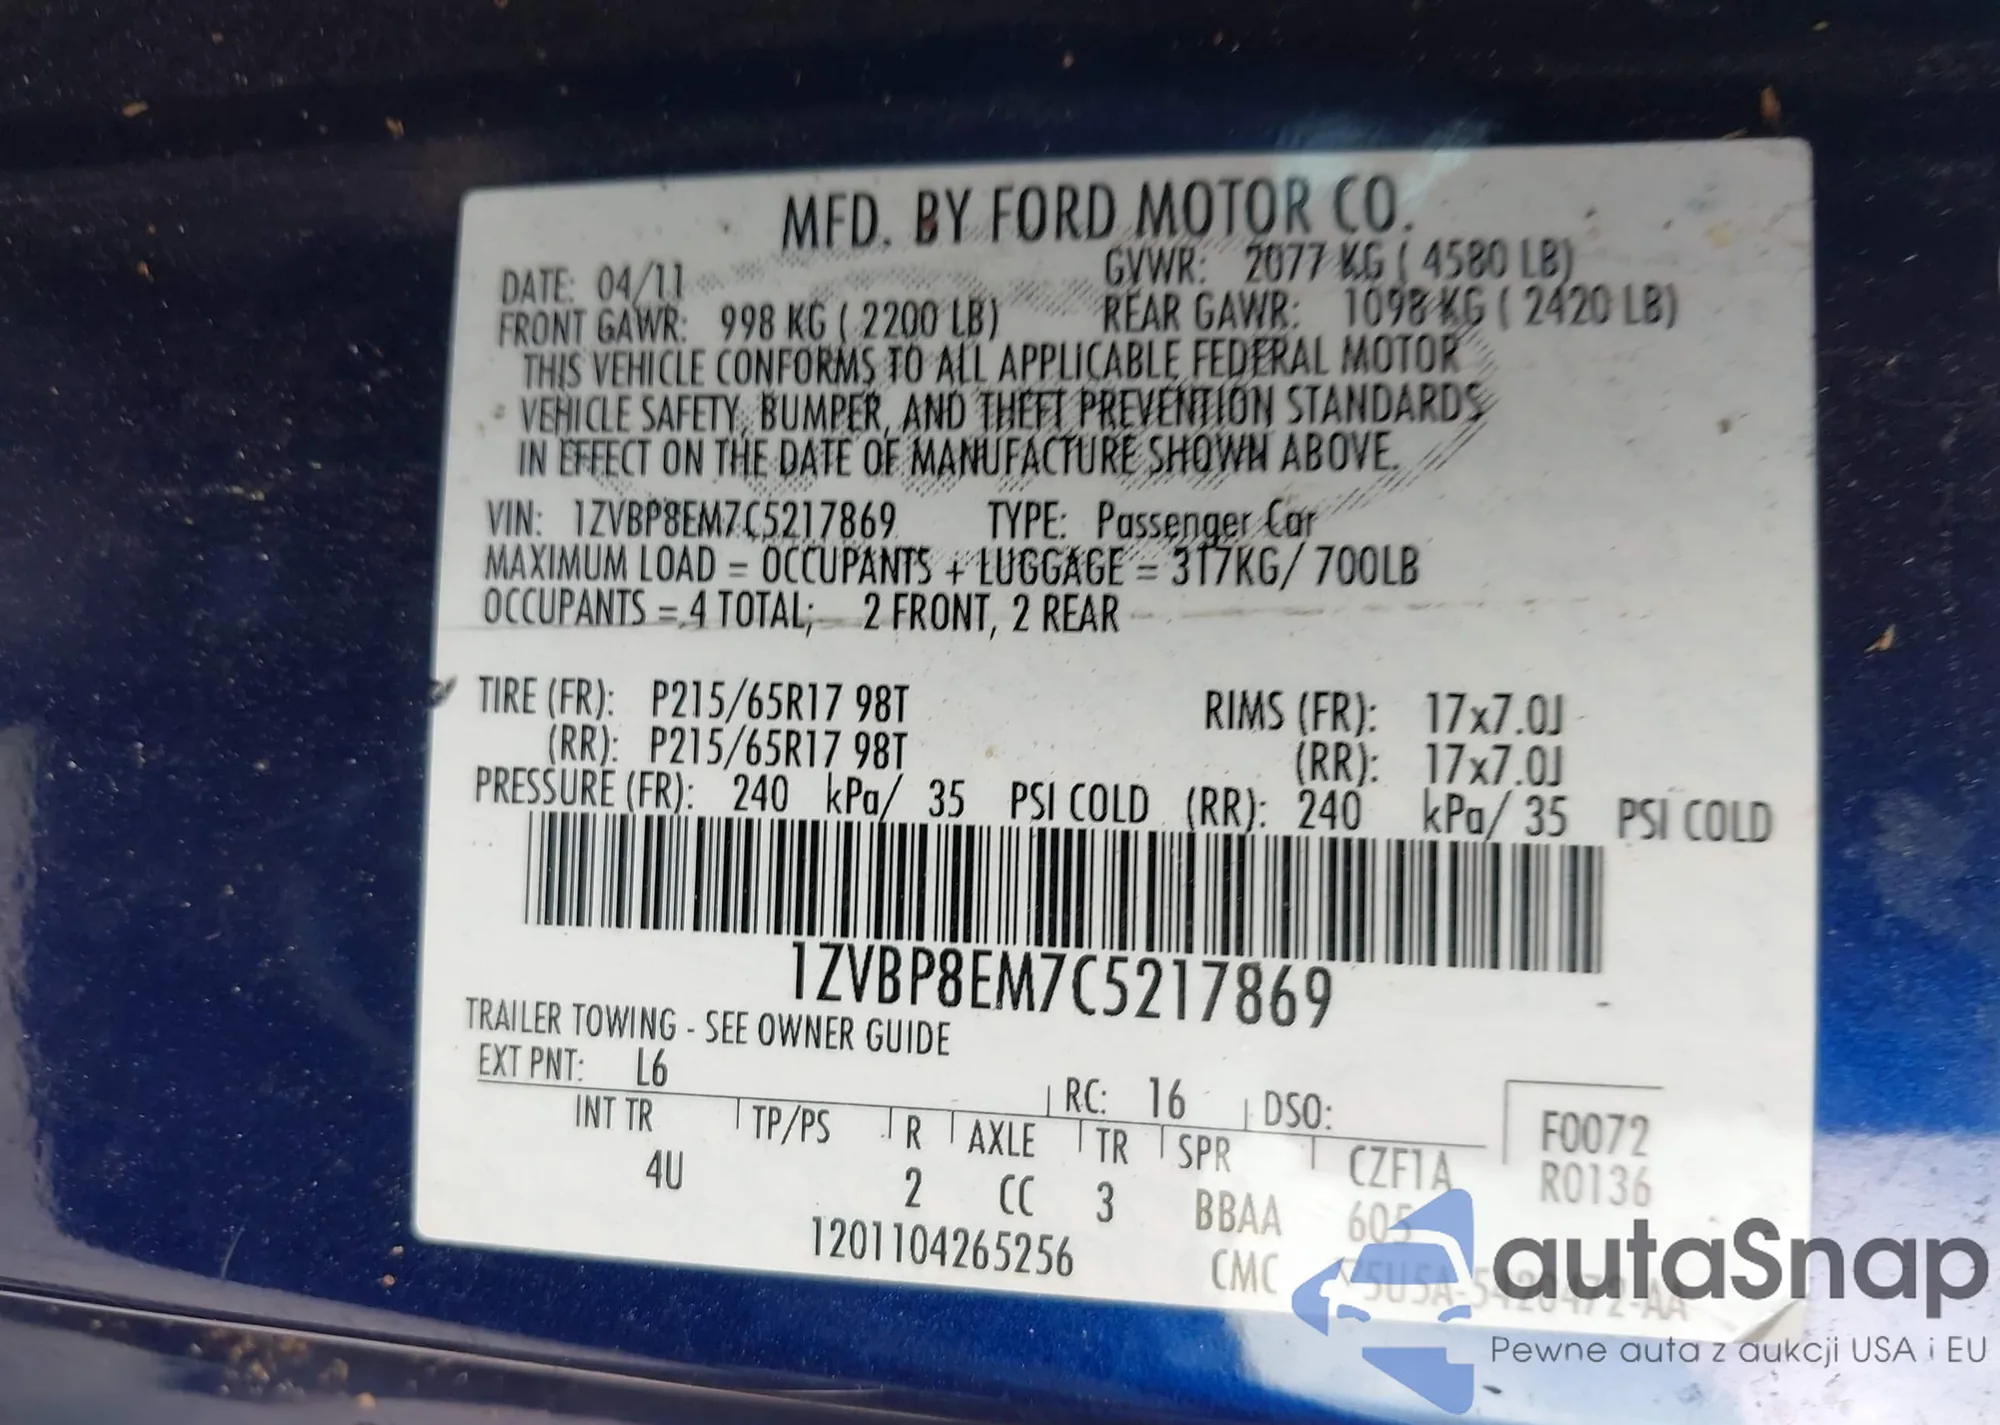 MFD. BY FORD MOTOR CO.
DATE: 04/11 GVWR: 2077 KG ( 4580 LB)
FRONT GAWR: 998 KG ( 2200 LB) REAR GAWR: 1098 KG ( 2420 LB)
THIS VEHICLE CONFORMS TO ALL APPLICABLE FEDERAL MOTOR
VEHICLE SAFETY, BUMPER, AND THEFT PREVENTION STANDARDS
IN EFFECT ON THE DATE OF MANUFACTURE SHOWN ABOVE.
VIN: 1ZVBP8EM7C5217869 TYPE: Passenger Car
MAXIMUM LOAD = OCCUPANTS + LUGGAGE = 317KG/ 700LB
OCCUPANTS = 4 TOTAL; 2 FRONT, 2 REAR
TIRE (FR): P215/65R17 98T RIMS (FR): 17x7.0J
(RR): P215/65R17 98T (RR): 17x7.0J
PRESSURE (FR): 240 kPa/ 35 PSI COLD (RR): 240 kPa/ 35 PSI COLD
1ZVBP8EM7C5217869
TRAILER TOWING - SEE OWNER GUIDE
EXT PNT: L6 RC: 16 DSO: F0072
INT TR TP/PS R AXLE TR SPR CZF1A R0136
4U 2 CC 3 BBAA 605
1201104265256 CMC
autaSnap
Pewne auta z aukcji USA i EU